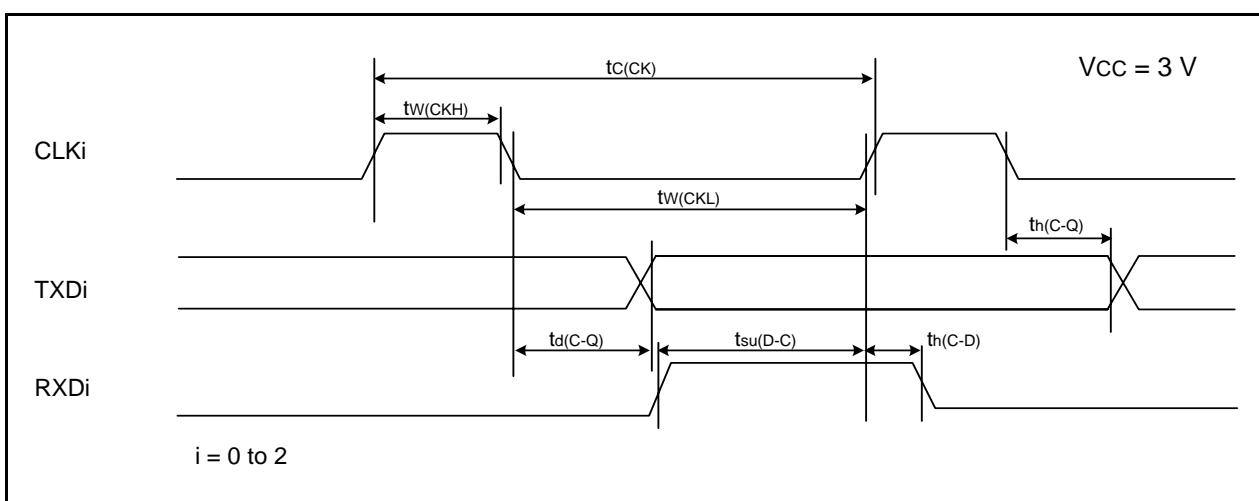 tC(CK)
VCC = 3 V
tW(CKH)
CLKi
tW(CKL)
th(C-Q)
TXDi
td(C-Q)
tsu(D-C)
th(C-D)
RXDi
i = 0 to 2